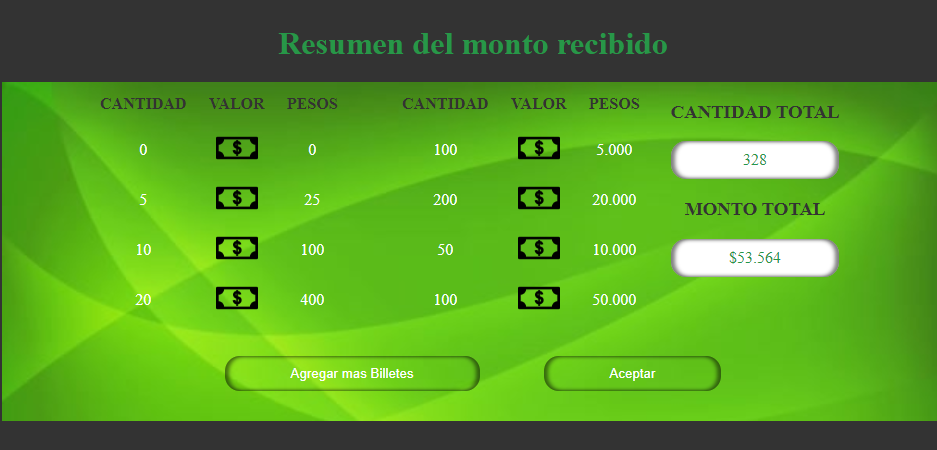 Resumen del monto recibido
CANTIDAD VALOR PESOS CANTIDAD VALOR PESOS CANTIDAD TOTAL
0 $ 0 100 $ 5.000 328
5 $ 25 200 $ 20.000 MONTO TOTAL
10 $ 100 50 $ 10.000 $53.564
20 $ 400 100 $ 50.000
Agregar mas Billetes Aceptar